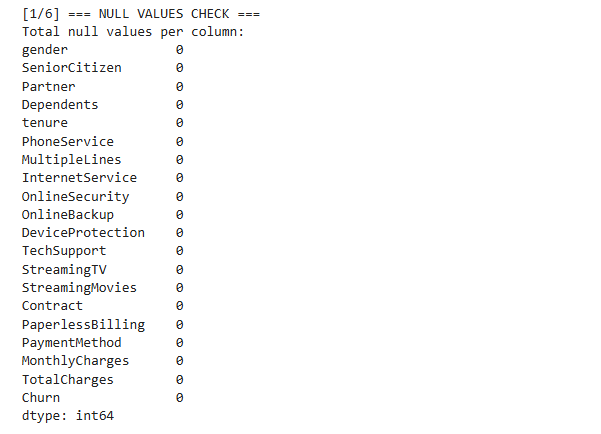 [1/6] === NULL VALUES CHECK ===
Total null values per column:
gender              0
SeniorCitizen       0
Partner             0
Dependents          0
tenure              0
PhoneService        0
MultipleLines       0
InternetService     0
OnlineSecurity      0
OnlineBackup        0
DeviceProtection    0
TechSupport         0
StreamingTV         0
StreamingMovies     0
Contract            0
PaperlessBilling    0
PaymentMethod       0
MonthlyCharges      0
TotalCharges        0
Churn               0
dtype: int64